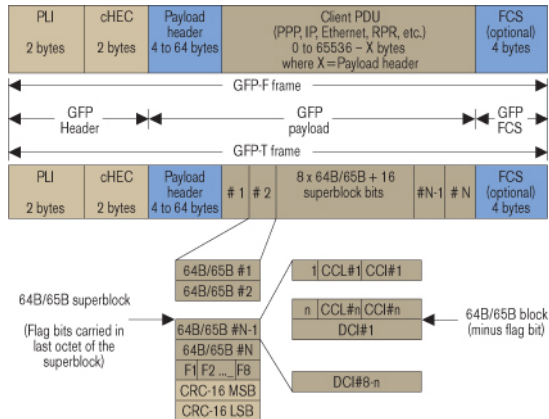 PLI
2 bytes
cHEC
2 bytes
Payload
header
4 to 64 bytes
Client PDU
(PPP, IP, Ethernet, RPR, etc.)
0 to 65536 – X bytes
where X=Payload header
FCS
(optional)
4 bytes
GFP-F frame
GFP
Header
GFP
payload
GFP
FCS
GFP-T frame
PLI
2 bytes
cHEC
2 bytes
Payload
header
4 to 64 bytes
# 1
# 2
8 x 64B/65B + 16
superblock bits
#N-1
# N
FCS
(optional)
4 bytes
64B/65B #1
64B/65B #2
64B/65B #N-1
64B/65B #N
F1 F2 ... F8
CRC-16 MSB
CRC-16 LSB
64B/65B superblock
(Flag bits carried in
last octet of the
superblock)
1 CCL#1 CCI#1
n CCL#n CCI#n
DCI#1
DCI#8-n
64B/65B block
(minus flag bit)